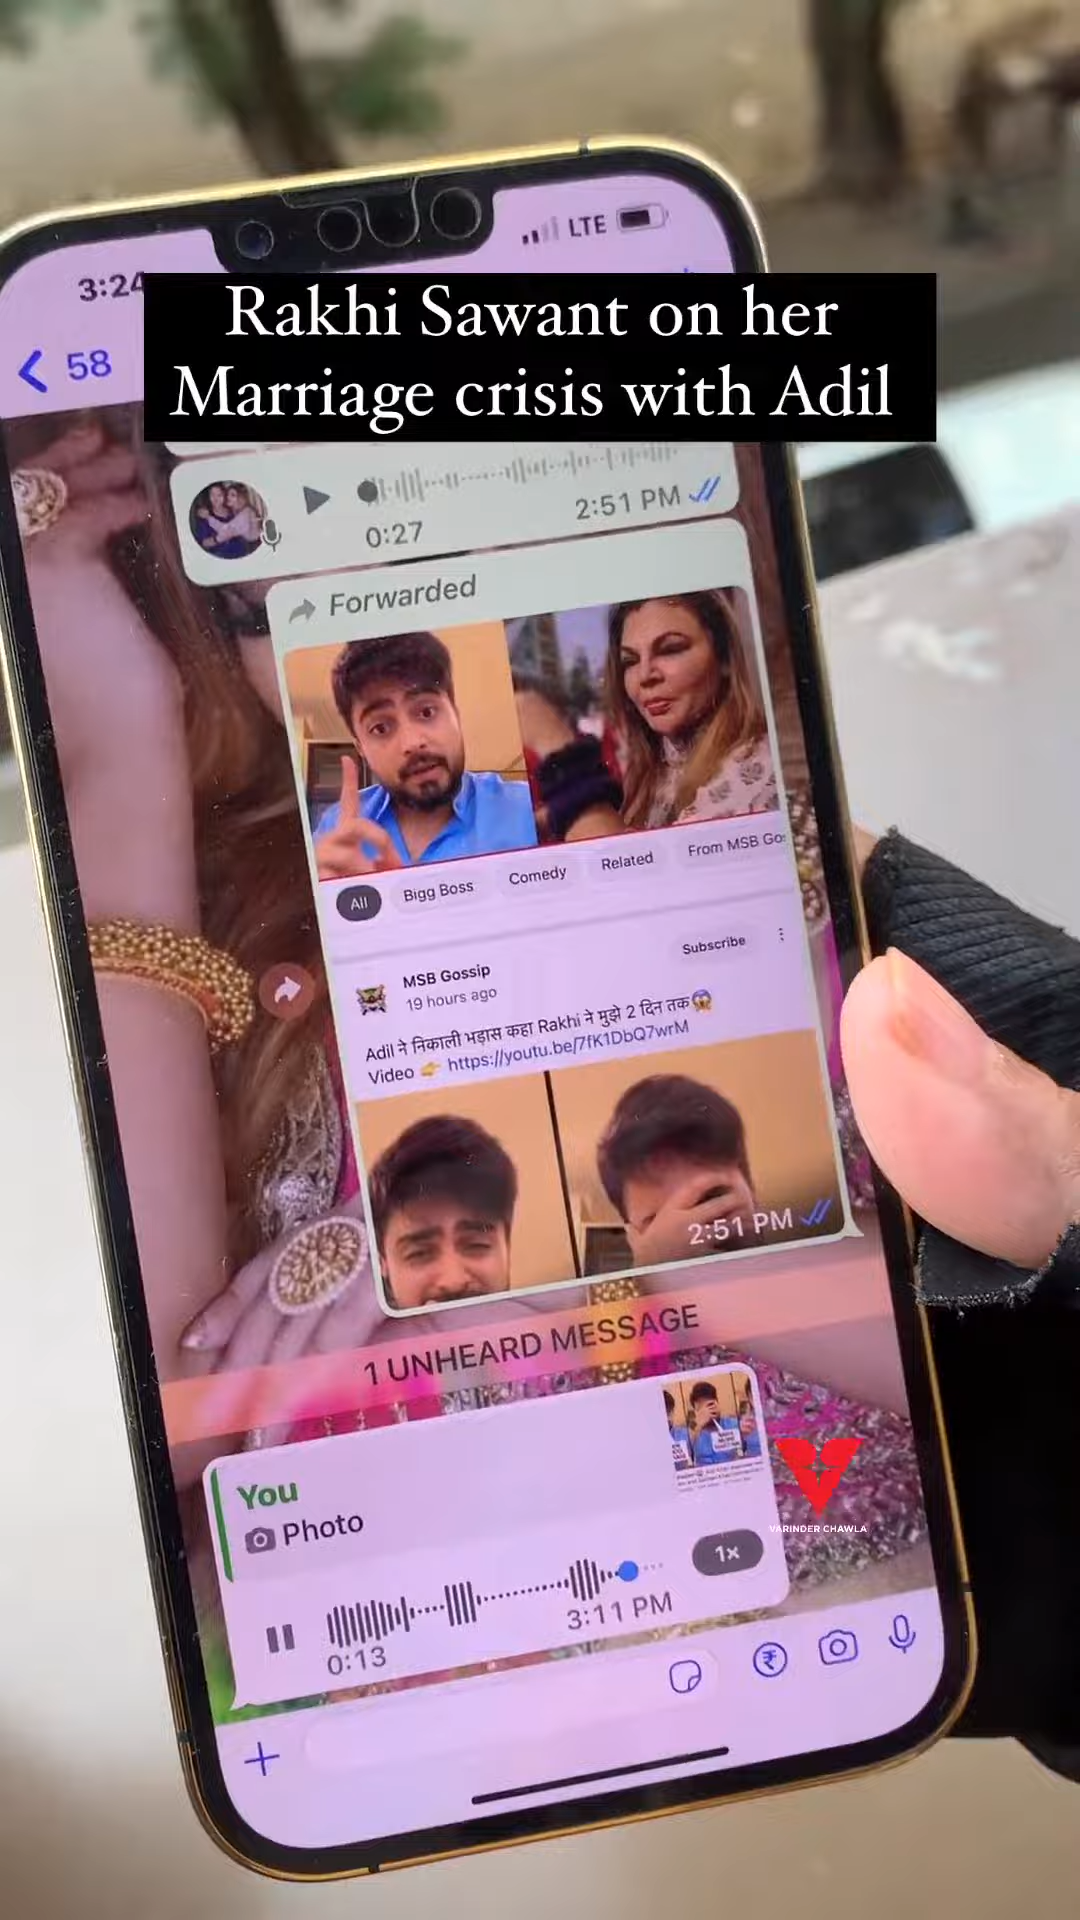 LTE
3:24
Rakhi Sawant on her
Marriage crisis with Adil
58
0:27
2:51 PM
Forwarded
All
Bigg Boss
Comedy
Related
From MSB Gos
MSB Gossip
Subscribe
19 hours ago
Adil ने निकाली भड़ास कहा Rakhi ने मुझे 2 दिन तक
Video https://youtu.be/7fK1DbQ7wrM
2:51 PM
1 UNHEARD MESSAGE
You
Photo
1x
0:13
3:11 PM
VARINDER CHAWLA